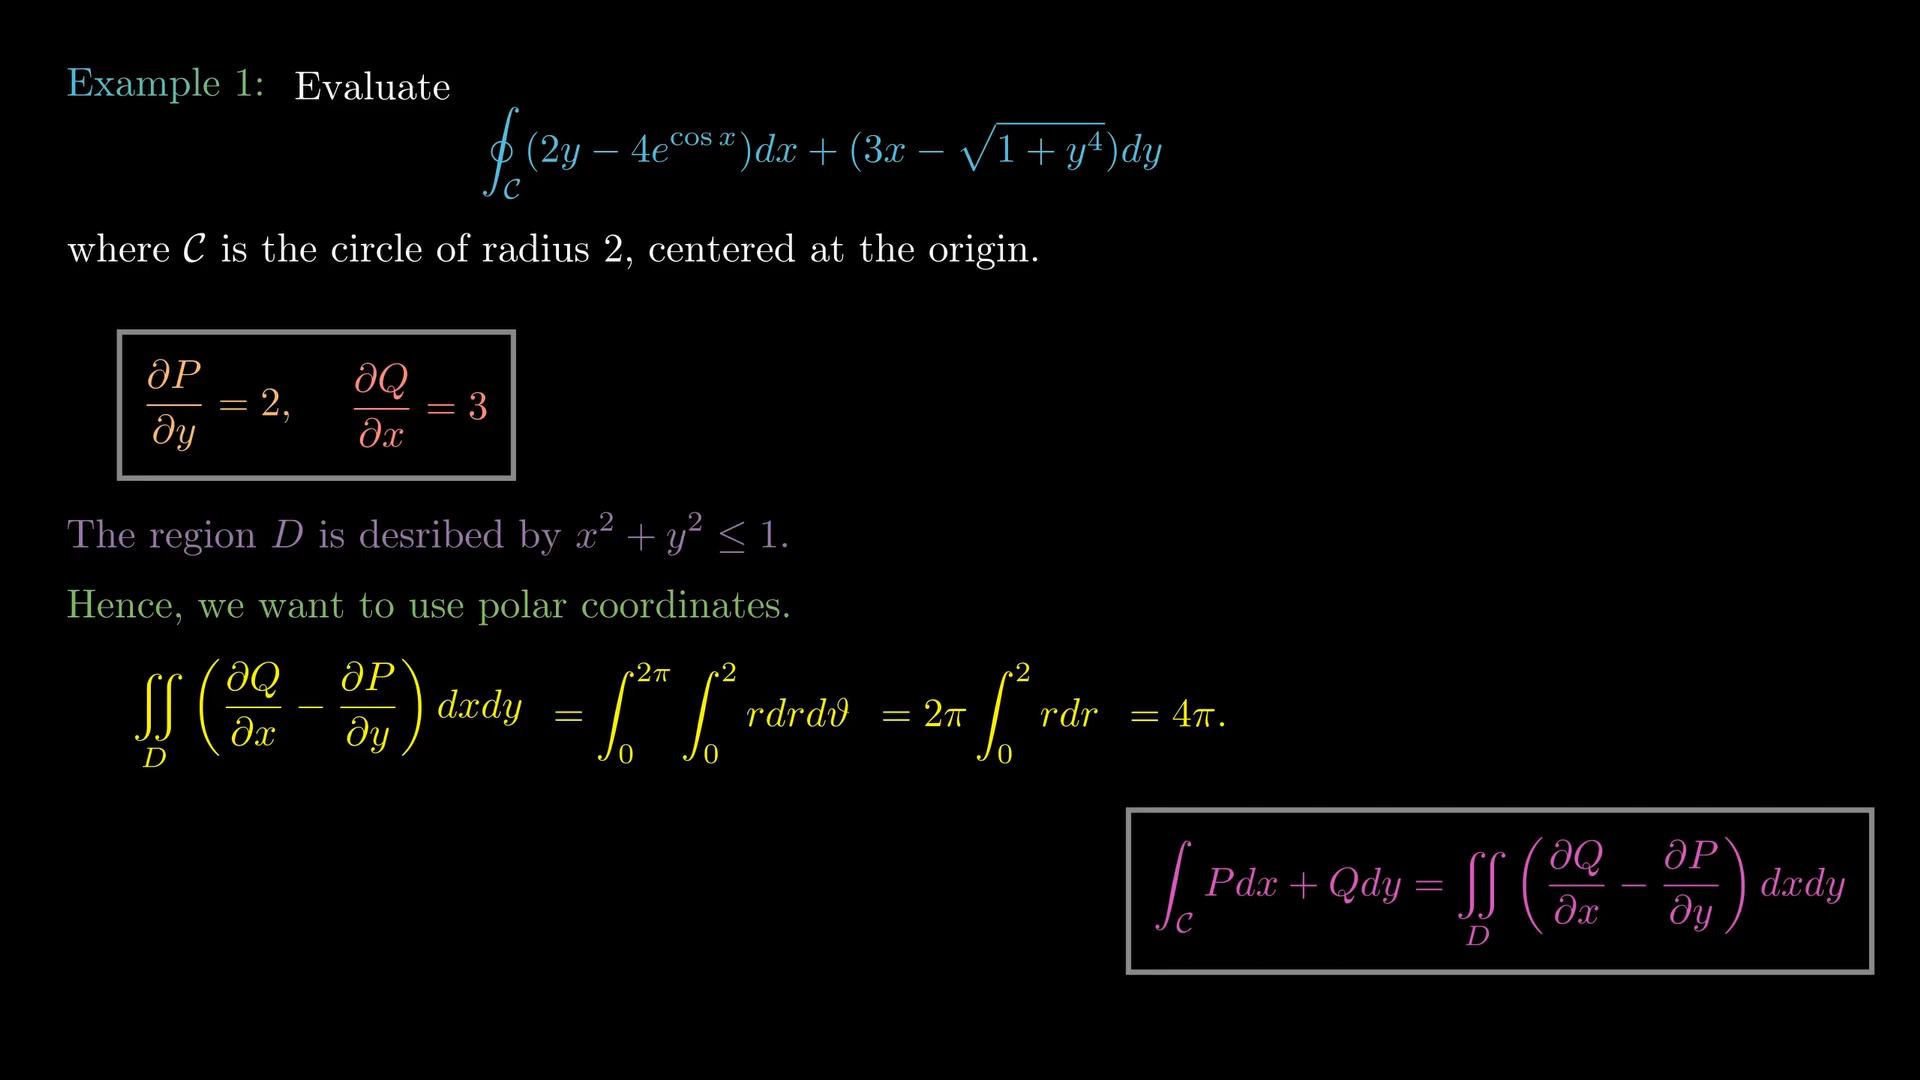 Example 1: Evaluate
∮_𝒞 (2y − 4e^{cos x})dx + (3x − √(1 + y⁴))dy
where 𝒞 is the circle of radius 2, centered at the origin.
∂P/∂y = 2, ∂Q/∂x = 3
The region D is desribed by x² + y² ≤ 1.
Hence, we want to use polar coordinates.
∬_D (∂Q/∂x − ∂P/∂y) dxdy = ∫_0^{2π} ∫_0^2 rdrdϑ = 2π ∫_0^2 rdr = 4π.
∫_𝒞 Pdx + Qdy = ∬_D (∂Q/∂x − ∂P/∂y) dxdy